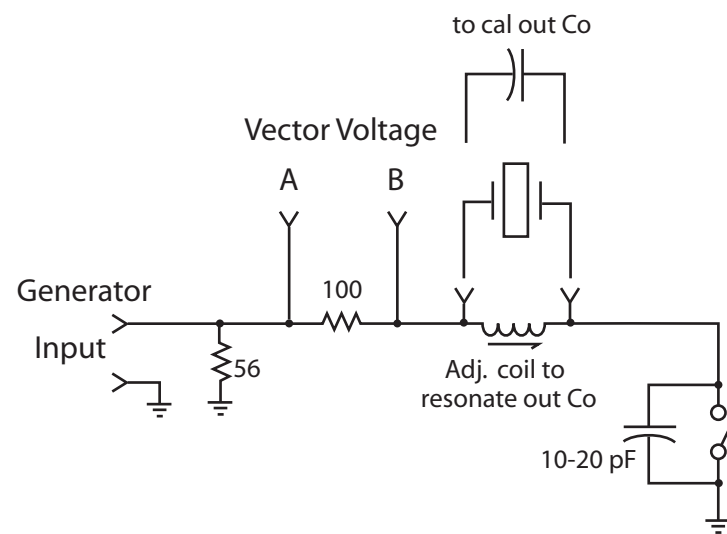 to cal out Co
Vector Voltage
A
B
Generator
Input
100
56
Adj. coil to
resonate out Co
10-20 pF